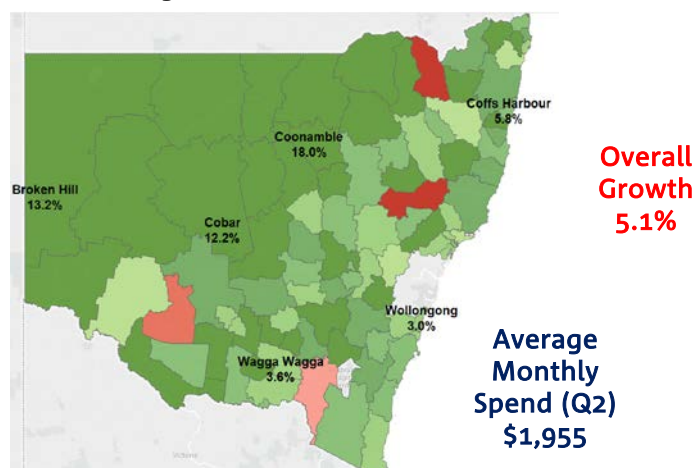 Coffs Harbour
5.8%
Coonamble
18.0%
Overall
Growth
5.1%
Broken Hill
13.2%
Cobar
12.2%
Wollongong
3.0%
Wagga Wagga
3.6%
Average
Monthly
Spend (Q2)
$1,955
Victoria